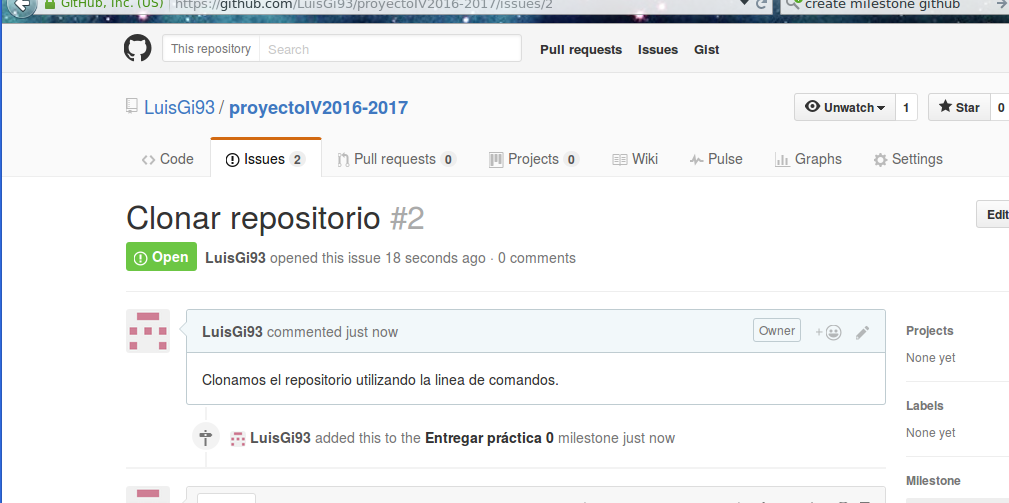 GitHub, Inc. (US) https://github.com/LuisGi93/proyectoIV2016-2017/issues/2 create milestone github
This repository Search Pull requests Issues Gist
LuisGi93 / proyectoIV2016-2017 Unwatch 1 Star 0
Code Issues 2 Pull requests 0 Projects 0 Wiki Pulse Graphs Settings
Clonar repositorio #2 Edit
Open LuisGi93 opened this issue 18 seconds ago · 0 comments
LuisGi93 commented just now Owner
Clonamos el repositorio utilizando la linea de comandos.
LuisGi93 added this to the Entregar práctica 0 milestone just now
Projects
None yet
Labels
None yet
Milestone